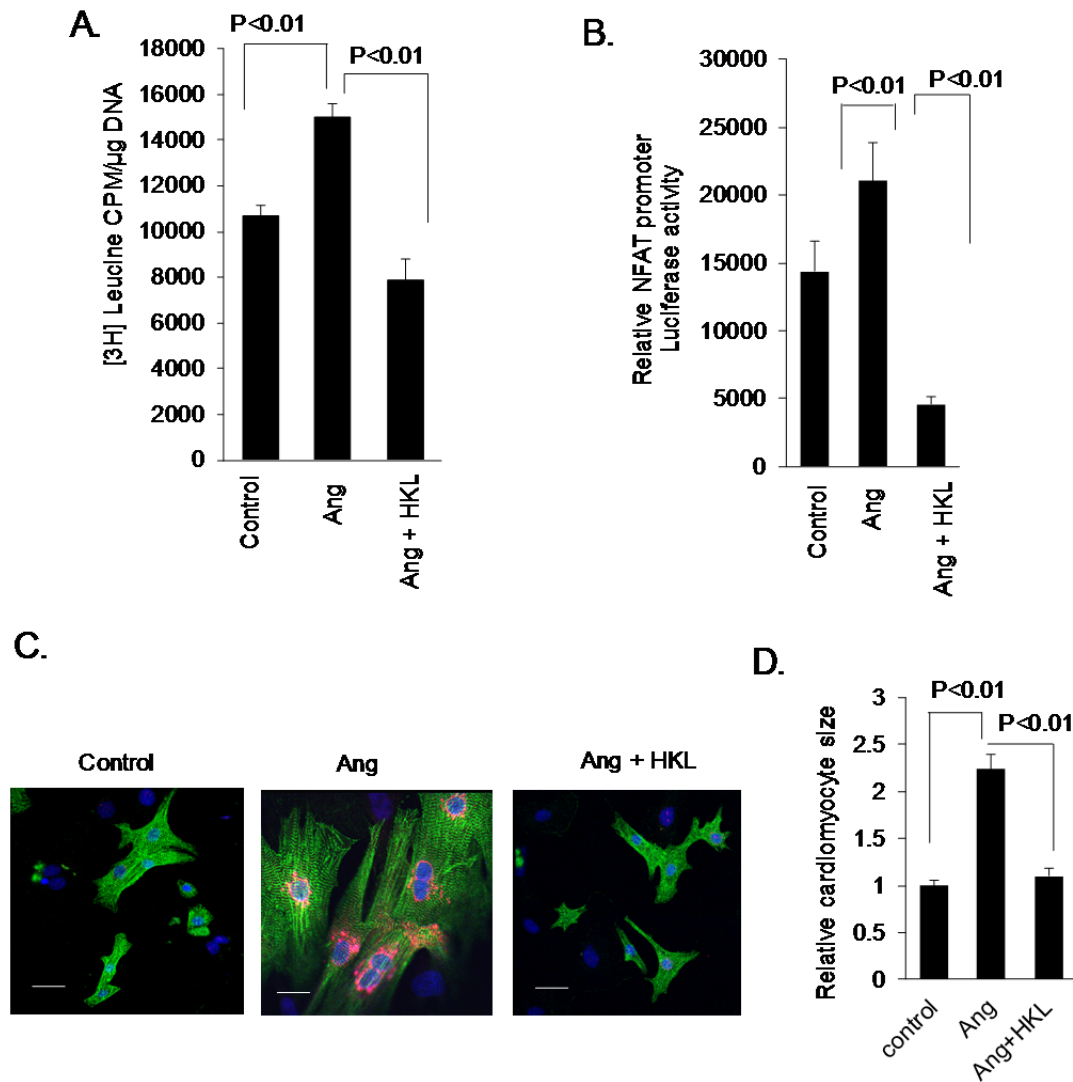 A.
P<0.01
P<0.01
18000
16000
14000
12000
10000
8000
6000
4000
2000
0
[3H] Leucine CPM/µg DNA
Control
Ang
Ang + HKL
B.
30000
25000
20000
15000
10000
5000
0
P<0.01
P<0.01
Relative NFAT promoter
Luciferase activity
Control
Ang
Ang + HKL
C.
Control
Ang
Ang + HKL
D.
P<0.01
P<0.01
3
2.5
2
1.5
1
0.5
0
Relative cardiomyocyte size
control
Ang
Ang+HKL